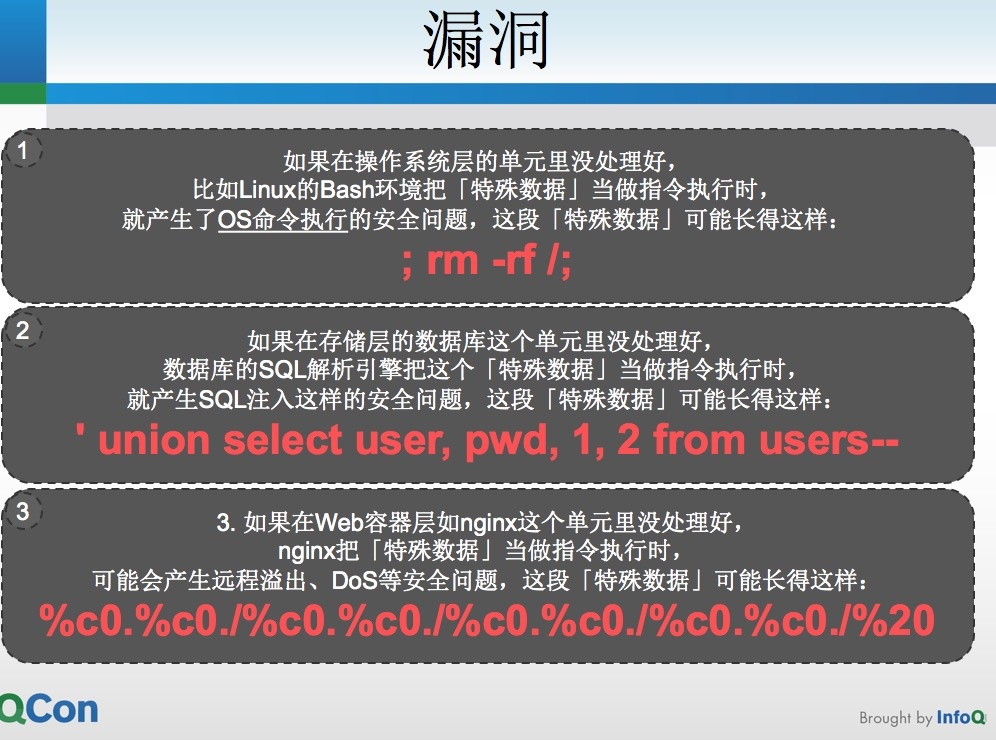 漏洞
1
如果在操作系统层的单元里没处理好，
比如Linux的Bash环境把「特殊数据」当做指令执行时，
就产生了OS命令执行的安全问题，这段「特殊数据」可能长得这样：
; rm -rf /;
2
如果在存储层的数据库这个单元里没处理好，
数据库的SQL解析引擎把这个「特殊数据」当做指令执行时，
就产生SQL注入这样的安全问题，这段「特殊数据」可能长得这样：
' union select user, pwd, 1, 2 from users--
3
3. 如果在Web容器层如nginx这个单元里没处理好，
nginx把「特殊数据」当做指令执行时，
可能会产生远程溢出、DoS等安全问题，这段「特殊数据」可能长得这样：
%c0.%c0./%c0.%c0./%c0.%c0./%c0.%c0./%20
QCon
Brought by InfoQ